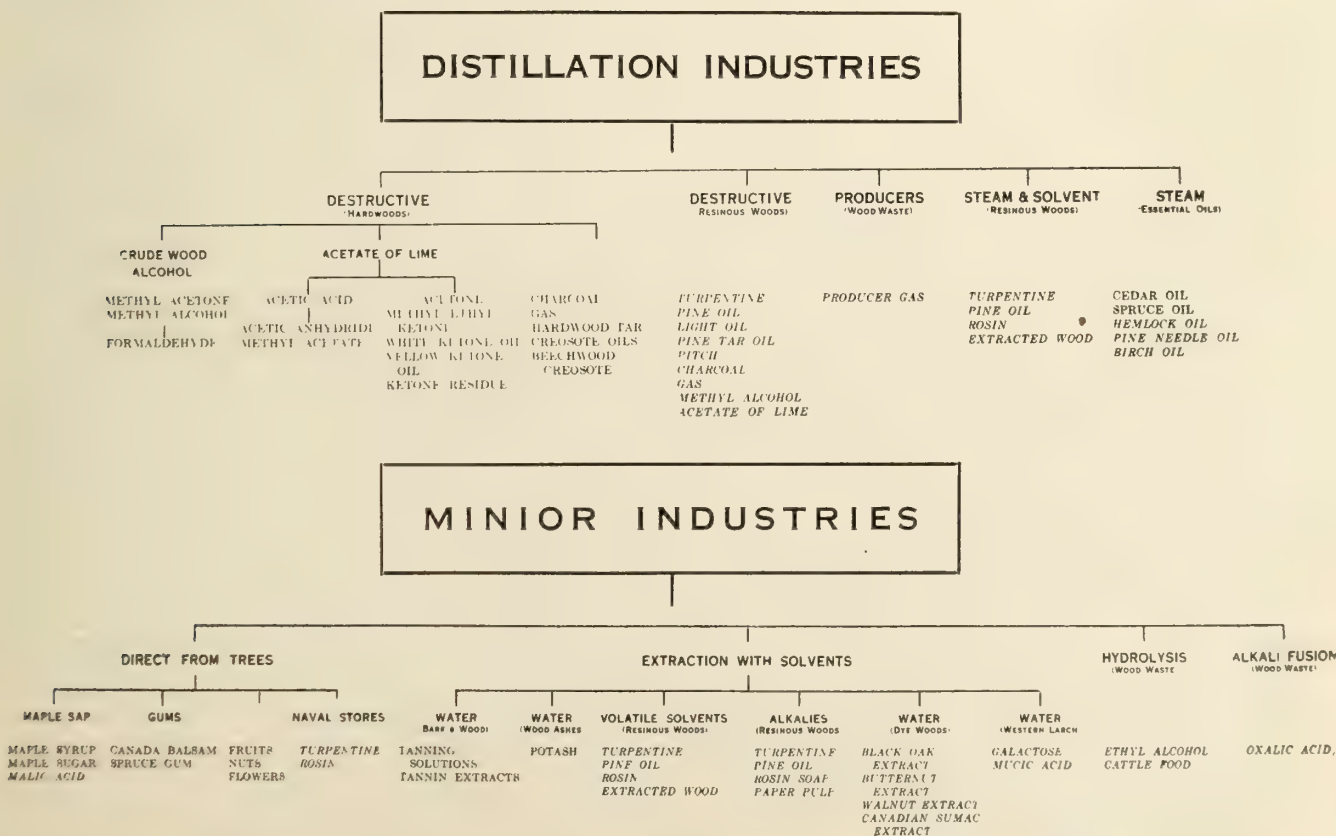 DISTILLATION INDUSTRIES
DESTRUCTIVE
(HARDWOODS)
DESTRUCTIVE
RESINOUS WOODS)
PRODUCERS
(WOOD WASTE)
STEAM & SOLVENT
(RESINOUS WOODS)
STEAM
(ESSENTIAL OILS)
CRUDE WOOD
ALCOHOL
ACETATE OF LIME
METHYL ACETONE
METHYL ALCOHOL
FORMALDEHYDE
ACETIC ACID
ACETIC ANHYDRIDE
METHYL ACETATE
ACETONE
METHYL ETHYL
KETONE
WHITE KETONE OIL
YELLOW KETONE
OIL
KETONE RESIDUE
CHARCOAL
GAS
HARDWOOD TAR
CREOSOTE OILS
BEECHWOOD
CREOSOTE
TURPENTINE
PINE OIL
LIGHT OIL
PINE TAR OIL
PITCH
CHARCOAL
GAS
METHYL ALCOHOL
ACETATE OF LIME
PRODUCER GAS
TURPENTINE
PINE OIL
ROSIN
EXTRACTED WOOD
CEDAR OIL
SPRUCE OIL
HEMLOCK OIL
PINE NEEDLE OIL
BIRCH OIL
MINIOR INDUSTRIES
DIRECT FROM TREES
EXTRACTION WITH SOLVENTS
HYDROLYSIS
(WOOD WASTE
ALKALI FUSION
(WOOD WASTE)
MAPLE SAP
MAPLE SYRUP
MAPLE SUGAR
MALIC ACID
GUMS
CANADA BALSAM
SPRUCE GUM
FRUITS
NUTS
FLOWERS
NAVAL STORES
TURPENTINE
ROSIN
WATER
BARK & WOOD)
TANNING
SOLUTIONS
TANNIN EXTRACTS
WATER
(WOOD ASHES
POTASH
VOLATILE SOLVENTS
(RESINOUS WOODS)
TURPENTINE
PINE OIL
ROSIN
EXTRACTED WOOD
ALKALIES
(RESINOUS WOODS
TURPENTINE
PINE OIL
ROSIN SOAP
PAPER PULP
WATER
(DYE WOODS)
BLACK OAK
EXTRACT
BUTTERNUT
EXTRACT
WALNUT EXTRACT
CANADIAN SUMAC
EXTRACT
WATER
(WESTERN LARCH
GALACTOSE
MUCIC ACID
ETHYL ALCOHOL
CATTLE FOOD
OXALIC ACID,